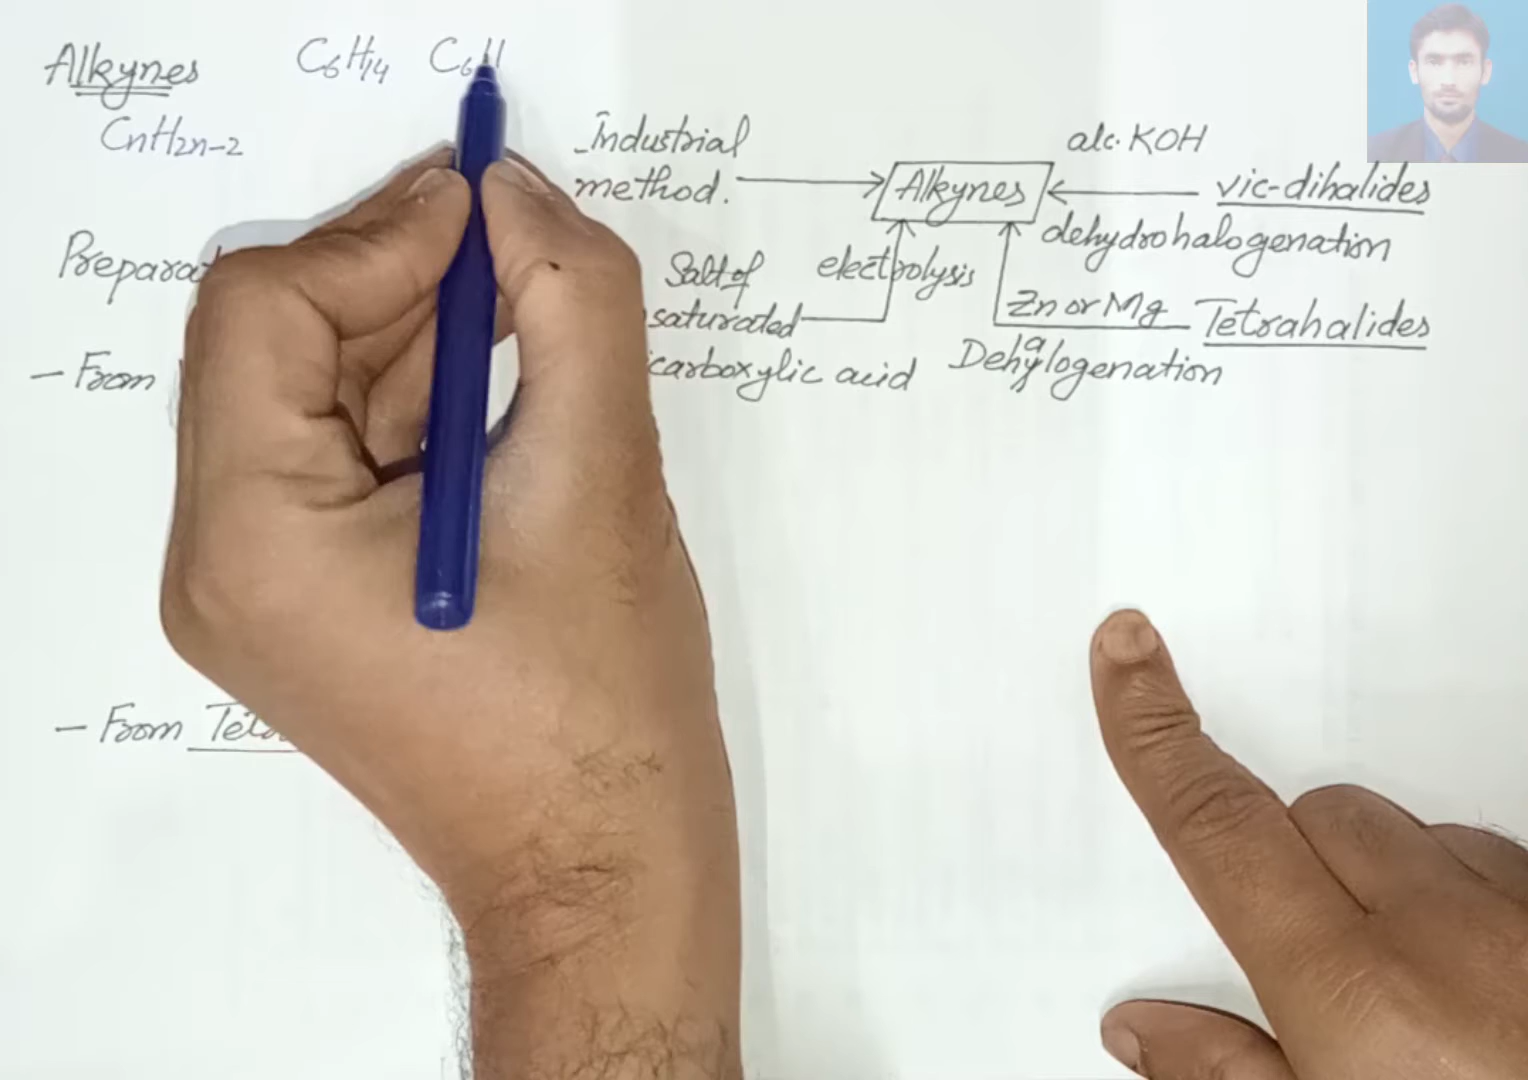 Alkynes
CnH2n-2
C6H14 C6H
Industrial
method.
Alkynes
alc. KOH
vic-dihalides
dehydrohalogenation
Salt of
saturated
carboxylic acid
electrolysis
Zn or Mg
Tetrahalides
Dehalogenation
- From
- From